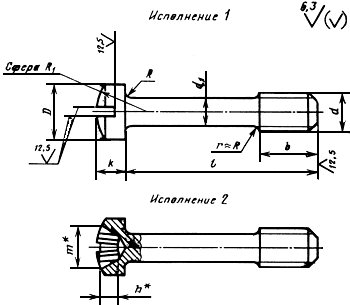 Исполнение 1
6,3 (√)
12,5
Сфера R₁
R
d₁
D
d
12,5
r≈R
b
k
l
12,5
Исполнение 2
m*
h*